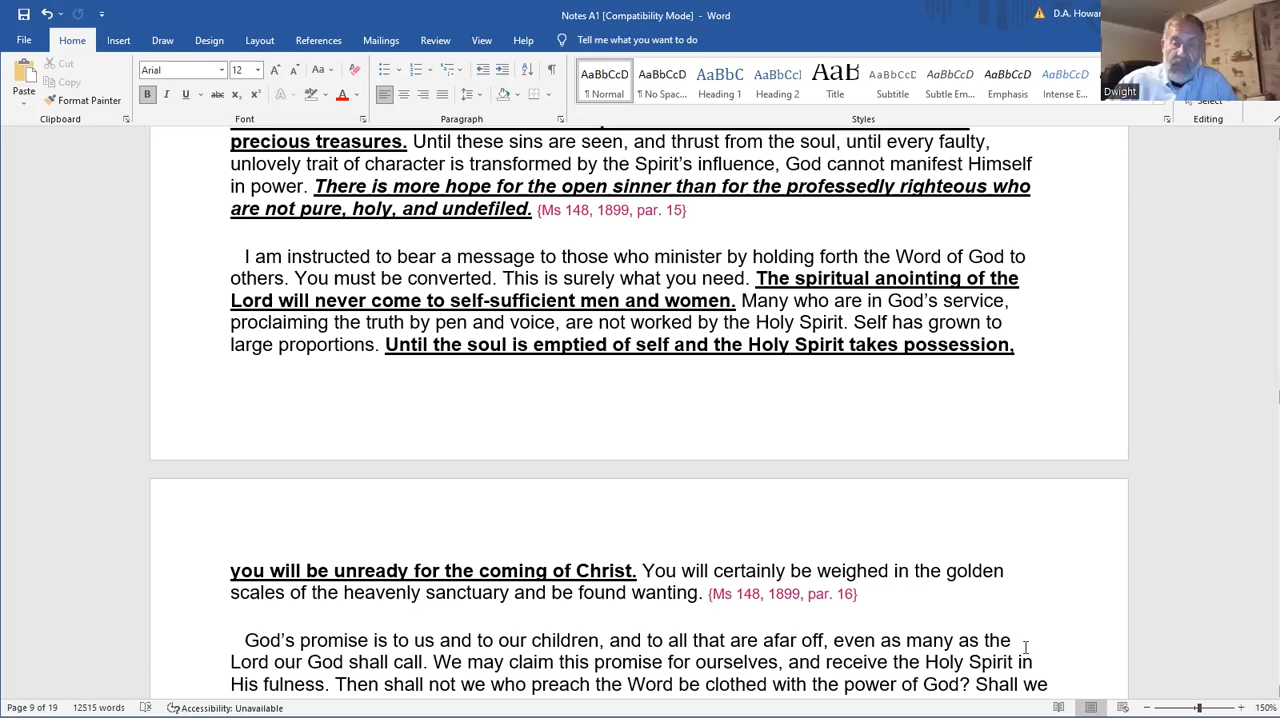 Notes A1 [Compatibility Mode] - Word
D.A. Howar
File Home Insert Draw Design Layout References Mailings Review View Help Tell me what you want to do
Dwight
Paste
Cut
Copy
Format Painter
Arial 12
Aa
B I U abc x₂ x² A A
AaBbCcD AaBbCcD AaBbC AaBbCcI AaB AaBbCcD AaBbCcD AaBbCcD AaBbCcD
¶ Normal ¶ No Spac... Heading 1 Heading 2 Title Subtitle Subtle Em... Emphasis Intense E...
Select
Clipboard Font Paragraph Styles Editing
precious treasures. Until these sins are seen, and thrust from the soul, until every faulty,
unlovely trait of character is transformed by the Spirit's influence, God cannot manifest Himself
in power. There is more hope for the open sinner than for the professedly righteous who
are not pure, holy, and undefiled. {Ms 148, 1899, par. 15}
I am instructed to bear a message to those who minister by holding forth the Word of God to
others. You must be converted. This is surely what you need. The spiritual anointing of the
Lord will never come to self-sufficient men and women. Many who are in God's service,
proclaiming the truth by pen and voice, are not worked by the Holy Spirit. Self has grown to
large proportions. Until the soul is emptied of self and the Holy Spirit takes possession,
you will be unready for the coming of Christ. You will certainly be weighed in the golden
scales of the heavenly sanctuary and be found wanting. {Ms 148, 1899, par. 16}
God's promise is to us and to our children, and to all that are afar off, even as many as the
Lord our God shall call. We may claim this promise for ourselves, and receive the Holy Spirit in
His fulness. Then shall not we who preach the Word be clothed with the power of God? Shall we
Page 9 of 19 12515 words Accessibility: Unavailable 150%